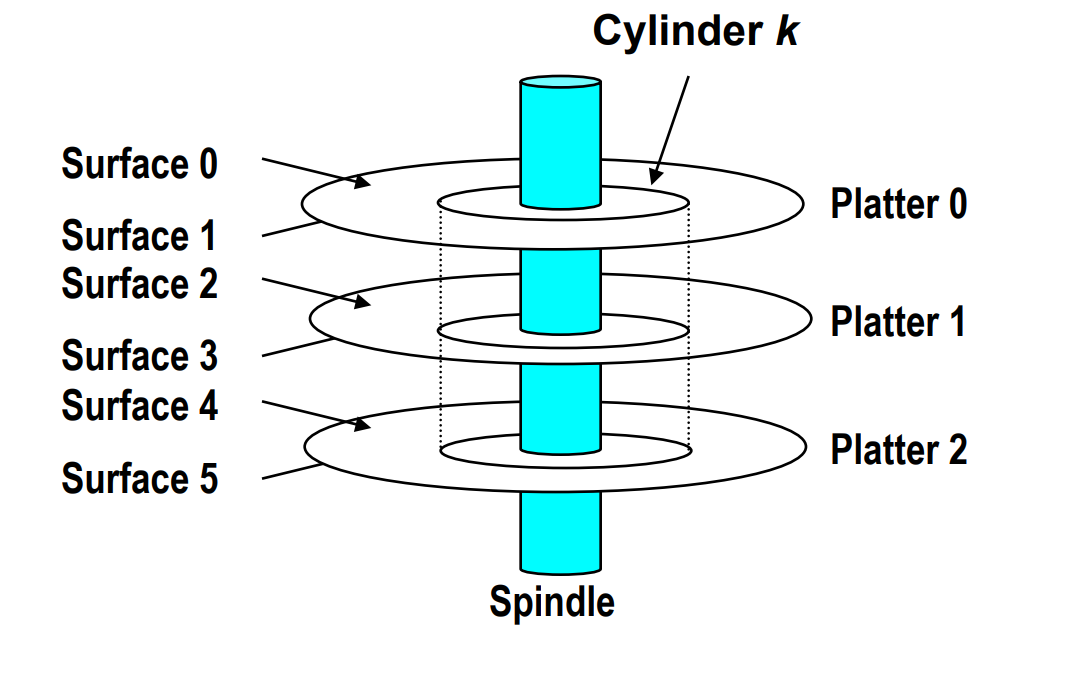 Cylinder k
Surface 0
Surface 1
Platter 0
Surface 2
Surface 3
Platter 1
Surface 4
Surface 5
Platter 2
Spindle